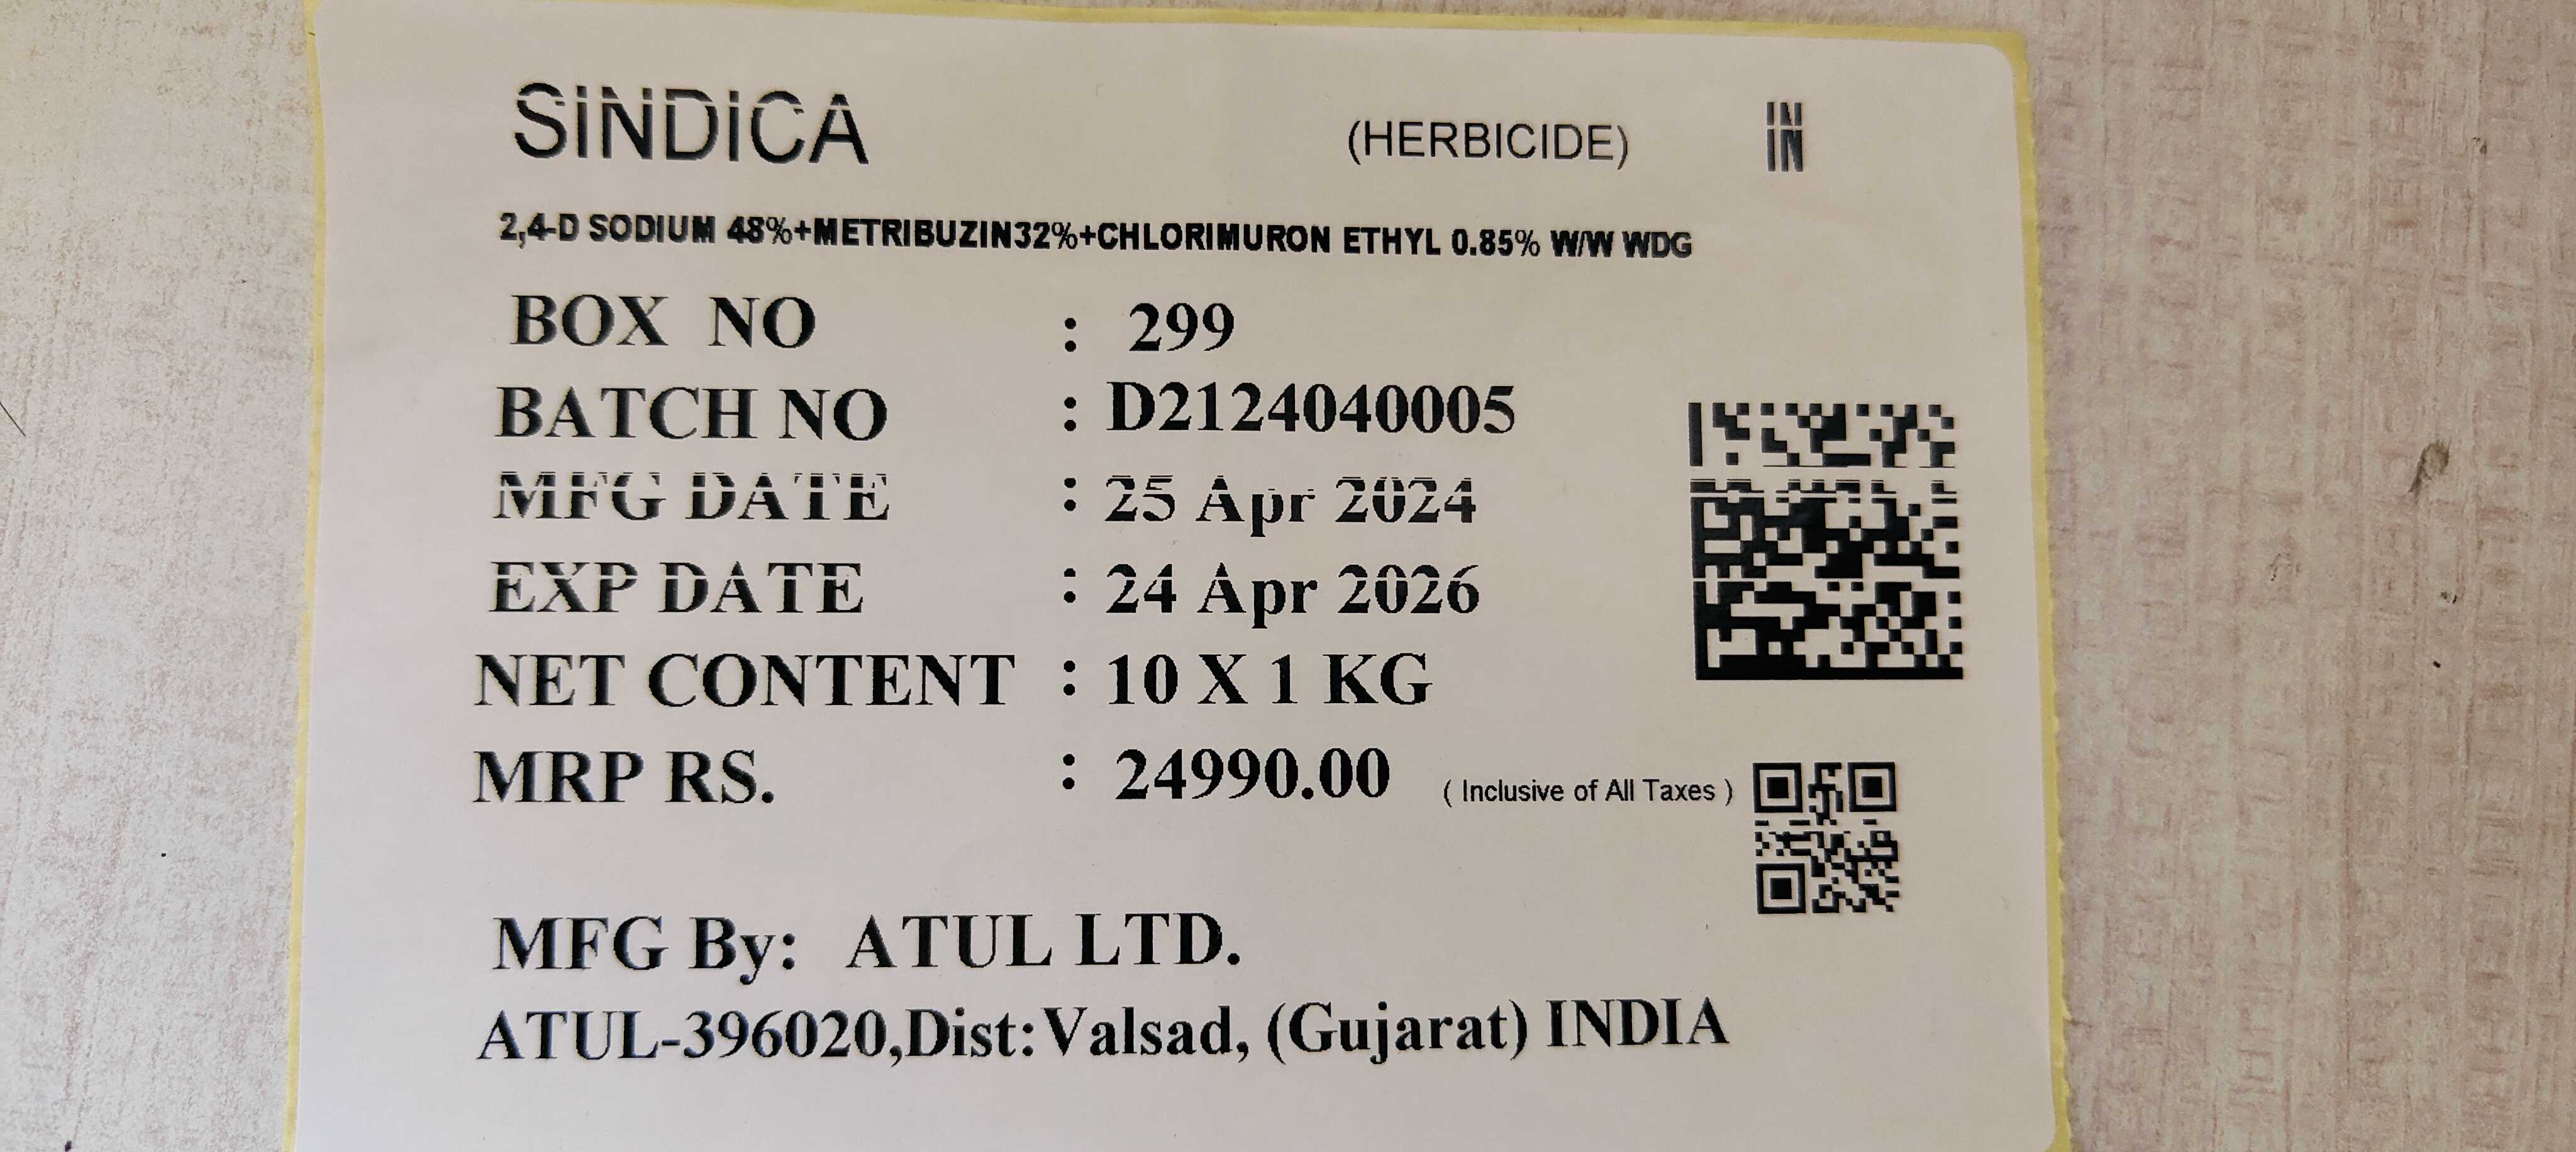 SiNDiCA (HERBICIDE) IN
2,4-D SODIUM 48%+METRIBUZIN32%+CHLORIMURON ETHYL 0.85% W/W WDG
BOX NO : 299
BATCH NO : D2124040005
MFG DATE : 25 Apr 2024
EXP DATE : 24 Apr 2026
NET CONTENT : 10 X 1 KG
MRP RS. : 24990.00 ( Inclusive of All Taxes )
MFG By: ATUL LTD.
ATUL-396020,Dist:Valsad, (Gujarat) INDIA